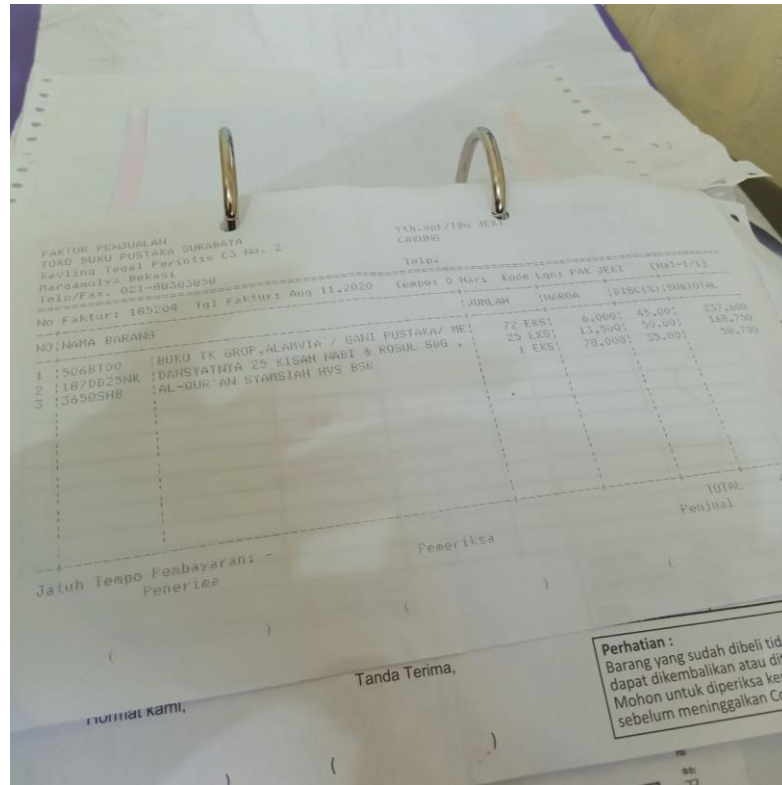 FAKTUR PENJUALAN
TOKO BUKU PUSTAKA SURABAYA
Kavling Tegal Perintis C3 No. 2
Margamulya Bekasi
Telp/Fax. 021-88383858
Yth.Bpk/Ibu JEKI
CAKUNG
Telp.
No Faktur: 185204 Tgl Faktur: Aug 11,2020 Tempo: 0 Hari Kode Lgn: PAK JEKI [Hal-1/1]
NO NAMA BARANG JUMLAH HARGA DISC(%) SUBTOTAL
1 506BT00 BUKU TK GROP.ALAMVIA / GANI PUSTAKA/ ME 72 EKS 6,000 45.00 237,600
2 187DD25NK DAHSYATNYA 25 KISAH NABI & ROSUL SDG . 25 EKS 13,500 50.00 168,750
3 365QSHB AL-QUR'AN SYAMSIAH HVS BSR 1 EKS 78,000 35.00 50,700
TOTAL
Jatuh Tempo Pembayaran: -
Penerima Pemeriksa Penjual
( ) ( ) (
Perhatian :
Barang yang sudah dibeli
dapat dikembalikan atau
Mohon untuk diperiksa
sebelum meninggalkan
Hormat kami, Tanda Terima,
) ( )